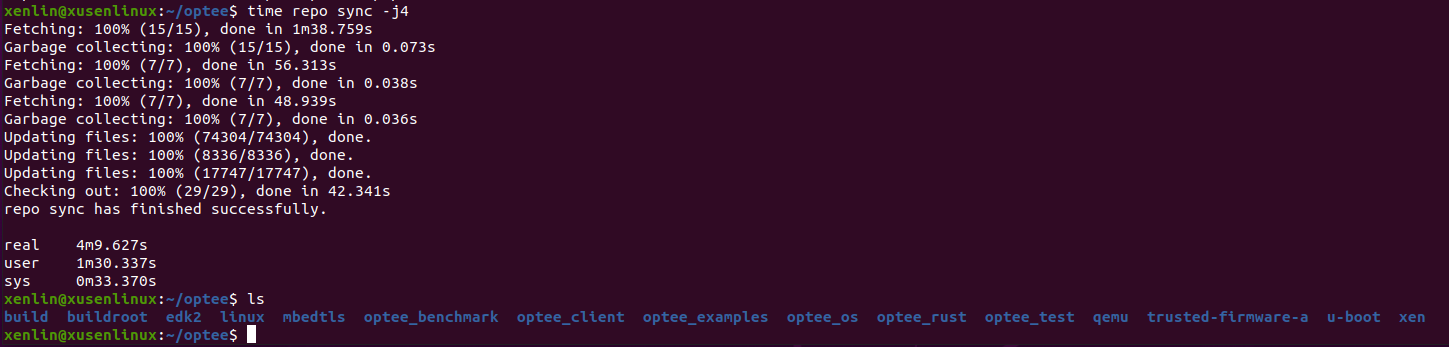 xenlin@xusenlinux:~/optee$ time repo sync -j4
Fetching: 100% (15/15), done in 1m38.759s
Garbage collecting: 100% (15/15), done in 0.073s
Fetching: 100% (7/7), done in 56.313s
Garbage collecting: 100% (7/7), done in 0.038s
Fetching: 100% (7/7), done in 48.939s
Garbage collecting: 100% (7/7), done in 0.036s
Updating files: 100% (74304/74304), done.
Updating files: 100% (8336/8336), done.
Updating files: 100% (17747/17747), done.
Checking out: 100% (29/29), done in 42.341s
repo sync has finished successfully.

real    4m9.627s
user    1m30.337s
sys     0m33.370s
xenlin@xusenlinux:~/optee$ ls
build  buildroot  edk2  linux  mbedtls  optee_benchmark  optee_client  optee_examples  optee_os  optee_rust  optee_test  qemu  trusted-firmware-a  u-boot  xen
xenlin@xusenlinux:~/optee$